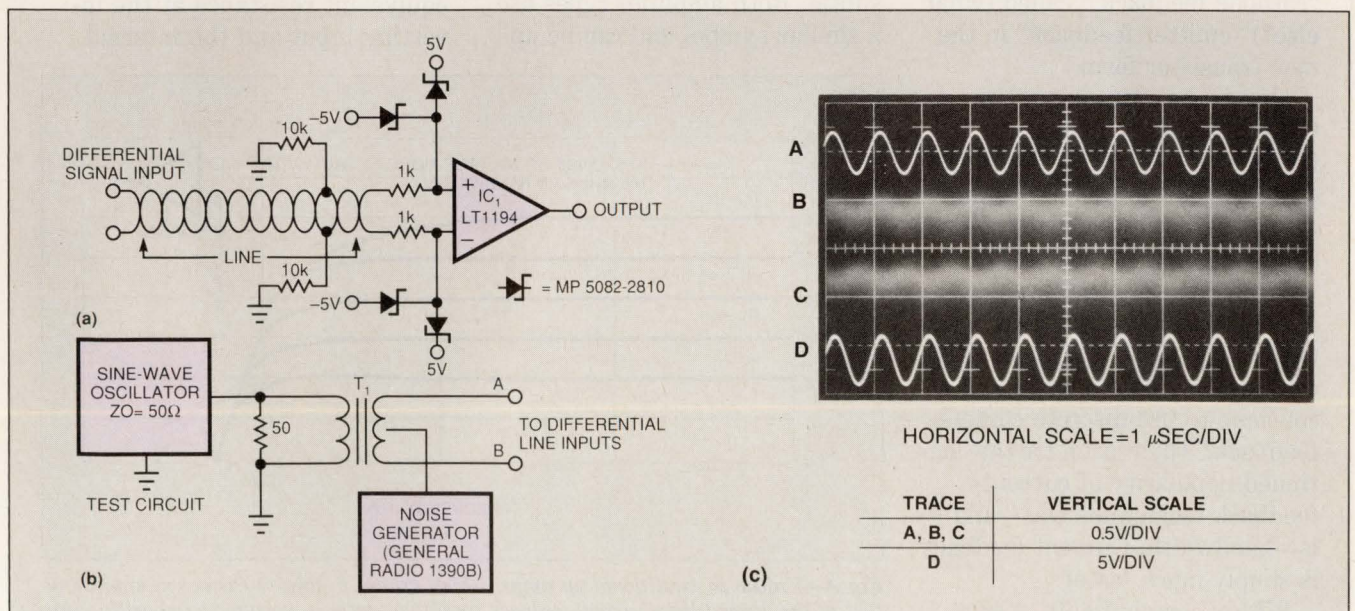 5V
–5V
10k
DIFFERENTIAL
SIGNAL INPUT
1k
+
IC1
LT1194
OUTPUT
1k
–
LINE
–5V
= MP 5082-2810
10k
5V
(a)
SINE-WAVE
OSCILLATOR
ZO= 50Ω
50
T1
A
TO DIFFERENTIAL
LINE INPUTS
B
TEST CIRCUIT
NOISE
GENERATOR
(GENERAL
RADIO 1390B)
(b)
A
B
C
D
HORIZONTAL SCALE=1 µSEC/DIV
TRACE VERTICAL SCALE
A, B, C 0.5V/DIV
D 5V/DIV
(c)